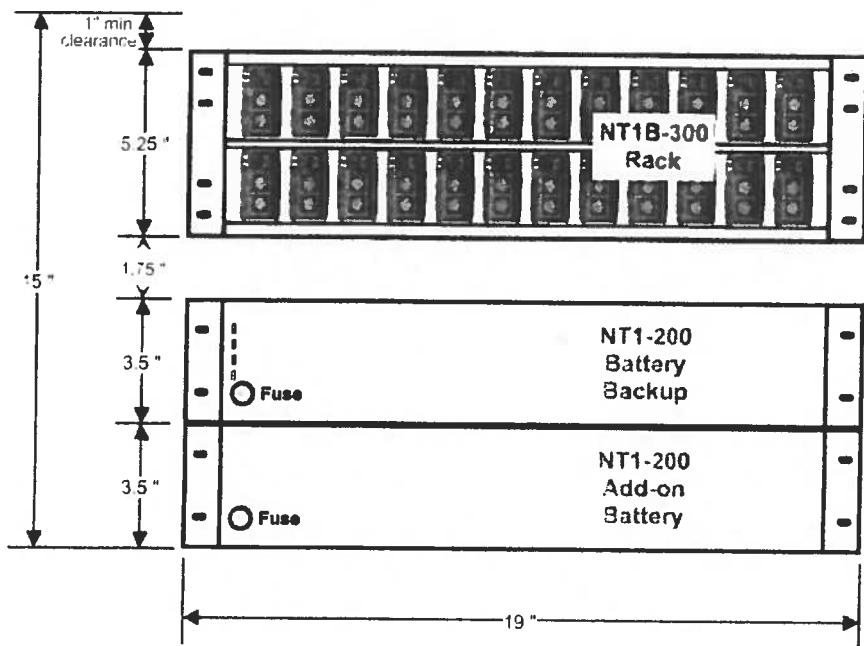 1" min
clearance
5.25 "
NT1B-300
Rack
1.75 "
15 "
3.5 "
NT1-200
Battery
Backup
Fuse
3.5 "
NT1-200
Add-on
Battery
Fuse
19 "